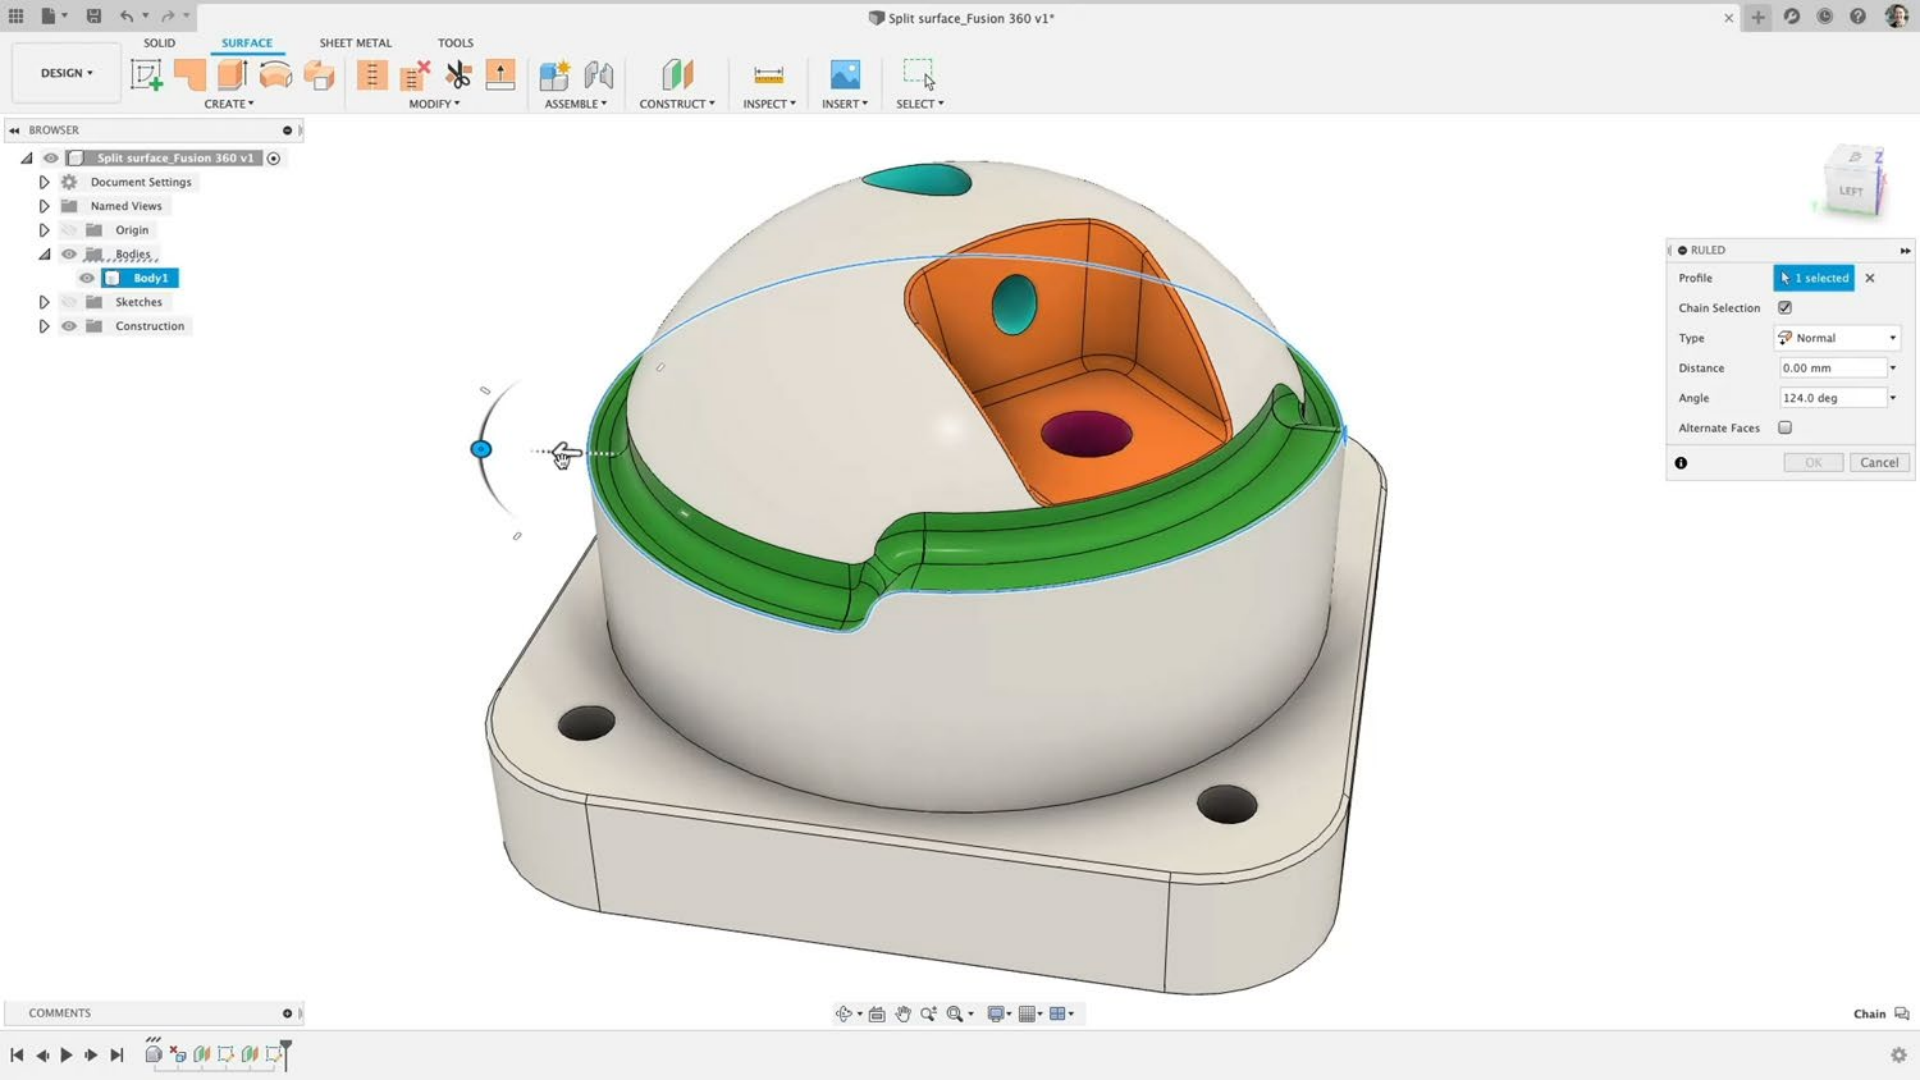 Split surface_Fusion 360 v1*
SOLID
SURFACE
SHEET METAL
TOOLS
DESIGN
CREATE
MODIFY
ASSEMBLE
CONSTRUCT
INSPECT
INSERT
SELECT
BROWSER
Split surface_Fusion 360 v1
Document Settings
Named Views
Origin
Bodies
Body1
Sketches
Construction
Z
LEFT
RULED
Profile 1 selected
Chain Selection
Type Normal
Distance 0.00 mm
Angle 124.0 deg
Alternate Faces
OK Cancel
COMMENTS
Chain